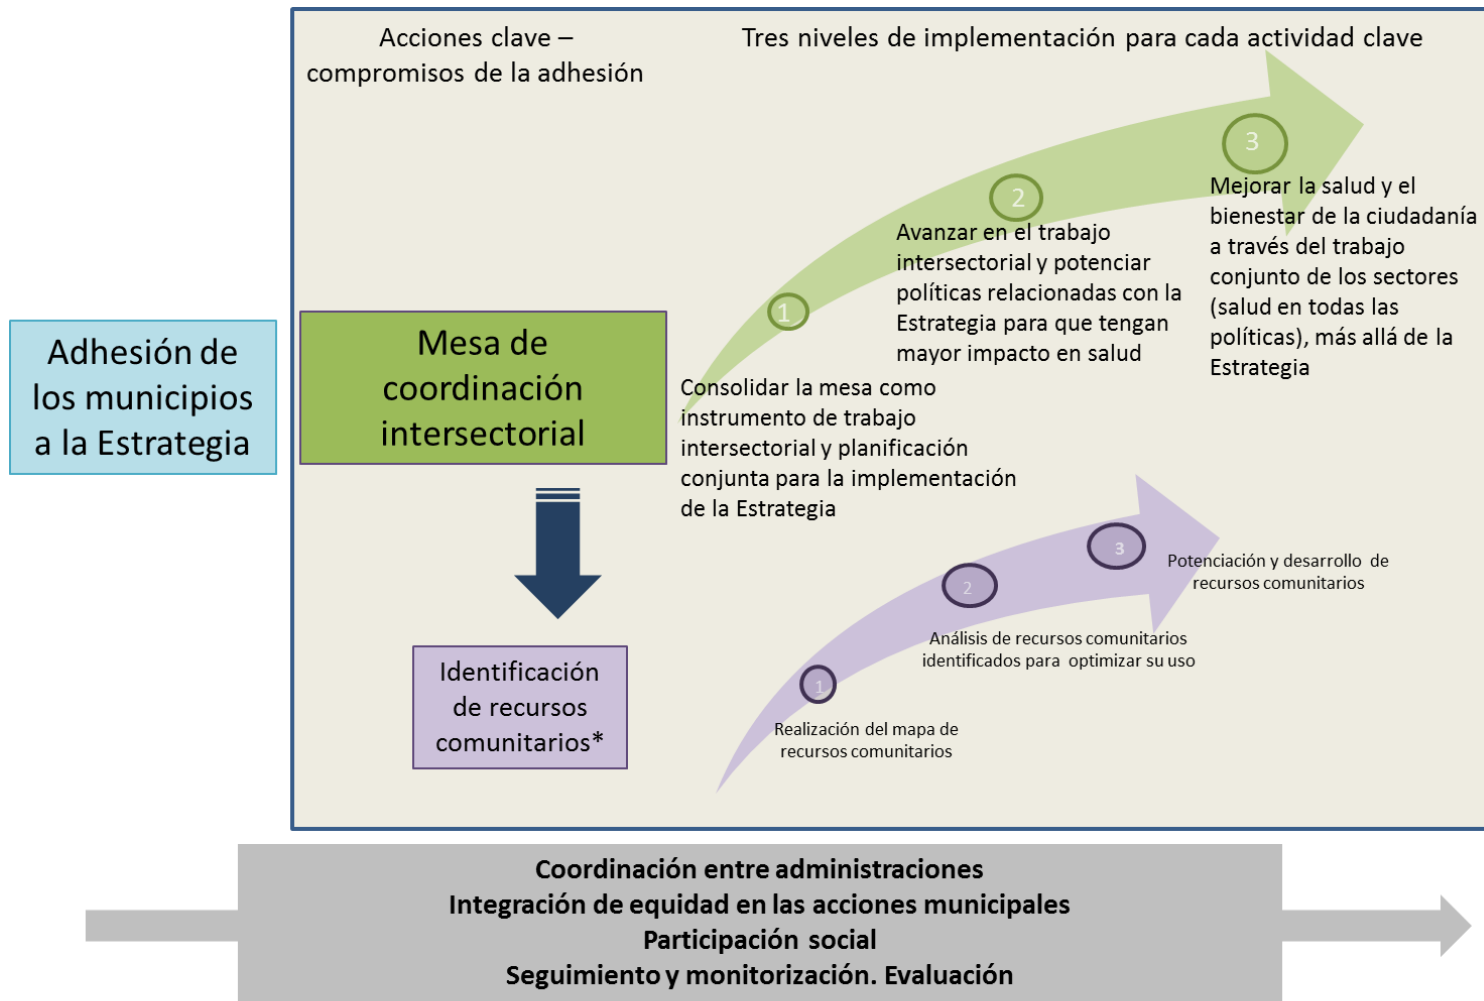 Acciones clave –
compromisos de la adhesión
Tres niveles de implementación para cada actividad clave
Adhesión de
los municipios
a la Estrategia
Mesa de
coordinación
intersectorial
1
Consolidar la mesa como
instrumento de trabajo
intersectorial y planificación
conjunta para la implementación
de la Estrategia
2
Avanzar en el trabajo
intersectorial y potenciar
políticas relacionadas con la
Estrategia para que tengan
mayor impacto en salud
3
Mejorar la salud y el
bienestar de la ciudadanía
a través del trabajo
conjunto de los sectores
(salud en todas las
políticas), más allá de la
Estrategia
Identificación
de recursos
comunitarios*
1
Realización del mapa de
recursos comunitarios
2
Análisis de recursos comunitarios
identificados para optimizar su uso
3
Potenciación y desarrollo de
recursos comunitarios
Coordinación entre administraciones
Integración de equidad en las acciones municipales
Participación social
Seguimiento y monitorización. Evaluación